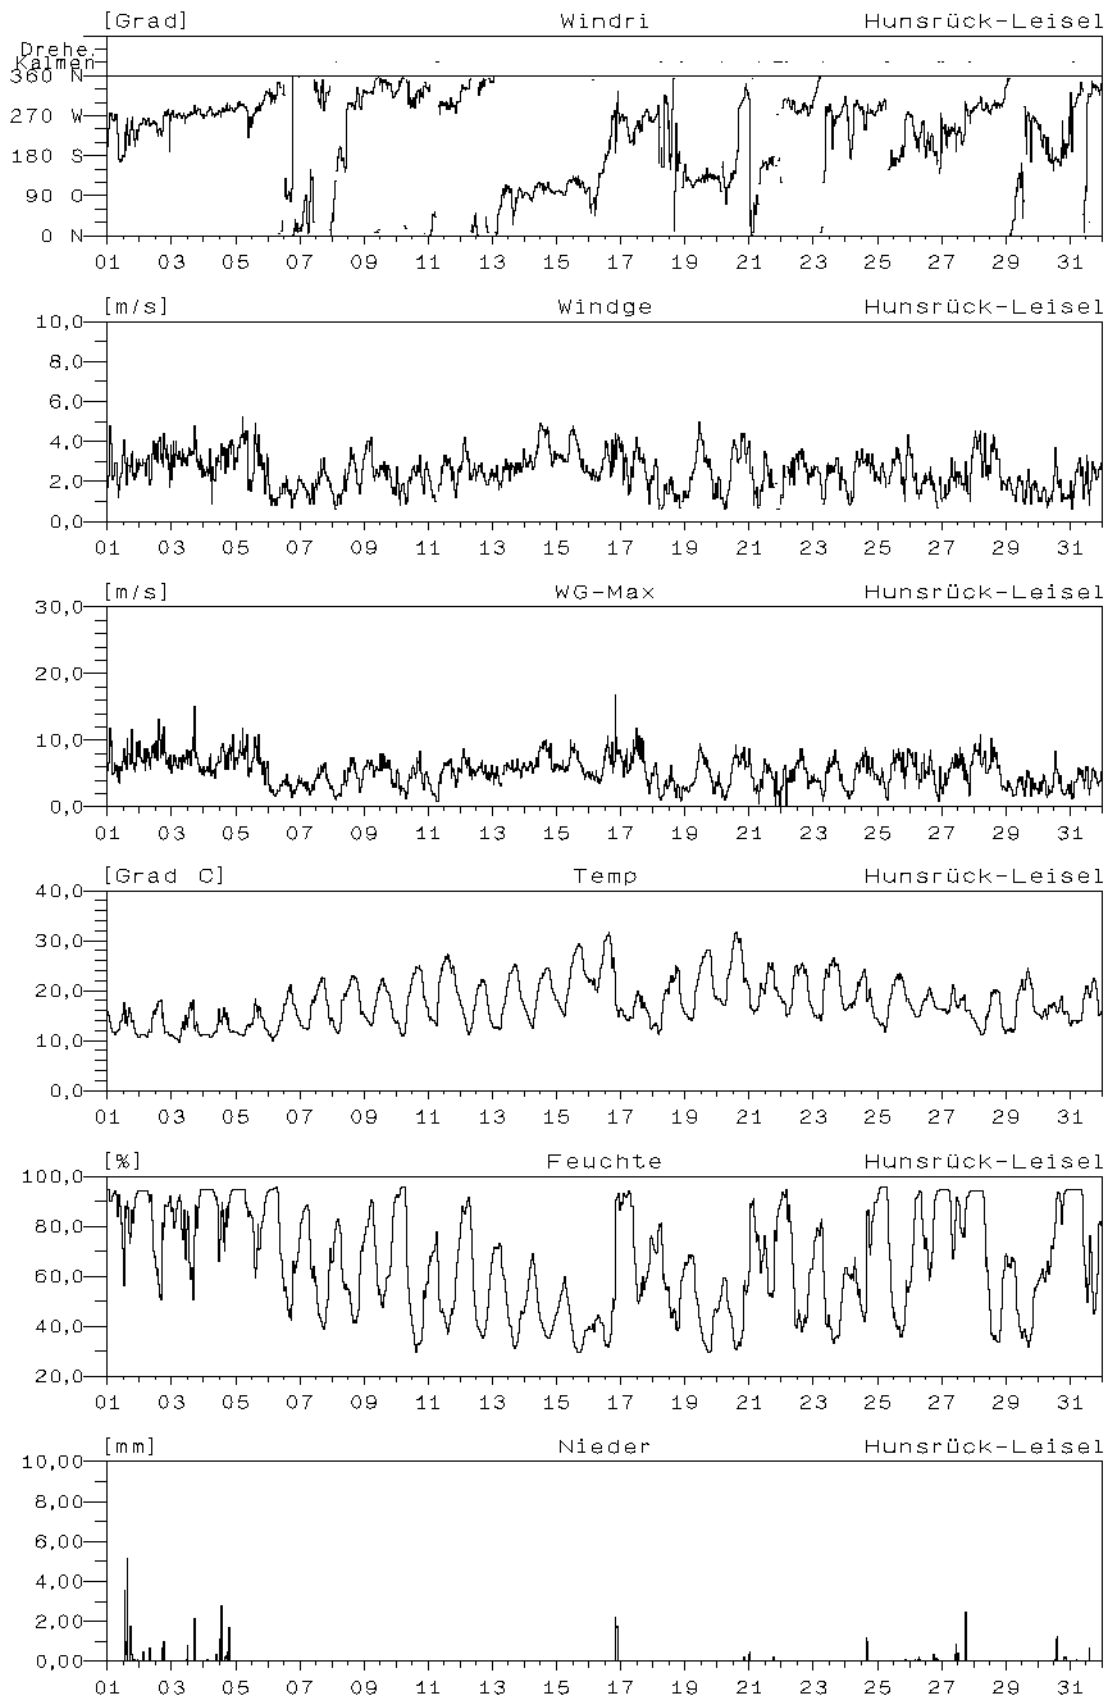 [Grad] Windri Hunsrück-Leisel
Drehe.
Kalmen
360 N
270 W
180 S
90 O
0 N
01 03 05 07 09 11 13 15 17 19 21 23 25 27 29 31
[m/s] Windge Hunsrück-Leisel
10,0
8,0
6,0
4,0
2,0
0,0
01 03 05 07 09 11 13 15 17 19 21 23 25 27 29 31
[m/s] WG-Max Hunsrück-Leisel
30,0
20,0
10,0
0,0
01 03 05 07 09 11 13 15 17 19 21 23 25 27 29 31
[Grad C] Temp Hunsrück-Leisel
40,0
30,0
20,0
10,0
0,0
01 03 05 07 09 11 13 15 17 19 21 23 25 27 29 31
[%] Feuchte Hunsrück-Leisel
100,0
80,0
60,0
40,0
20,0
01 03 05 07 09 11 13 15 17 19 21 23 25 27 29 31
[mm] Nieder Hunsrück-Leisel
10,00
8,00
6,00
4,00
2,00
0,00
01 03 05 07 09 11 13 15 17 19 21 23 25 27 29 31